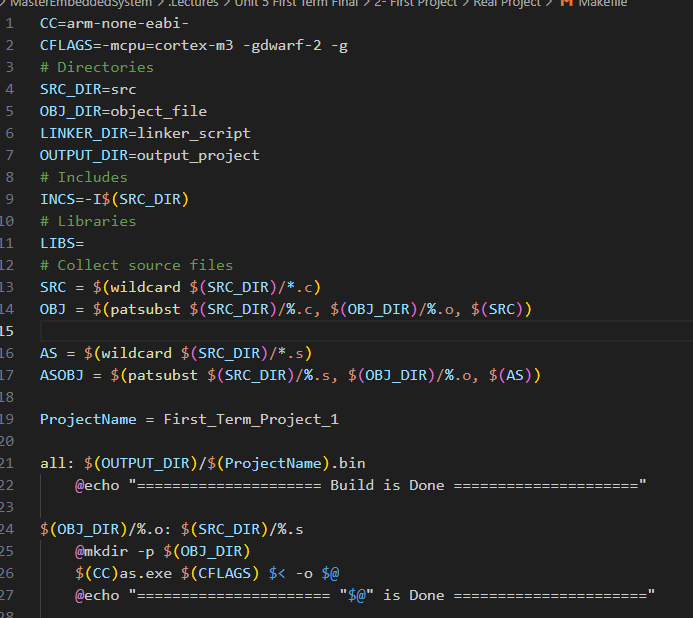 MasterEmbeddedSystem > .Lectures > Unit 5 First Term Final > 2- First Project > Real Project > M Makefile
1 CC=arm-none-eabi-
2 CFLAGS=-mcpu=cortex-m3 -gdwarf-2 -g
3 # Directories
4 SRC_DIR=src
5 OBJ_DIR=object_file
6 LINKER_DIR=linker_script
7 OUTPUT_DIR=output_project
8 # Includes
9 INCS=-I$(SRC_DIR)
10 # Libraries
11 LIBS=
12 # Collect source files
13 SRC = $(wildcard $(SRC_DIR)/*.c)
14 OBJ = $(patsubst $(SRC_DIR)/%.c, $(OBJ_DIR)/%.o, $(SRC))
15
16 AS = $(wildcard $(SRC_DIR)/*.s)
17 ASOBJ = $(patsubst $(SRC_DIR)/%.s, $(OBJ_DIR)/%.o, $(AS))
18
19 ProjectName = First_Term_Project_1
20
21 all: $(OUTPUT_DIR)/$(ProjectName).bin
22 @echo "===================== Build is Done ====================="
23
24 $(OBJ_DIR)/%.o: $(SRC_DIR)/%.s
25 @mkdir -p $(OBJ_DIR)
26 $(CC)as.exe $(CFLAGS) $< -o $@
27 @echo "====================== "$@" is Done ======================"
28